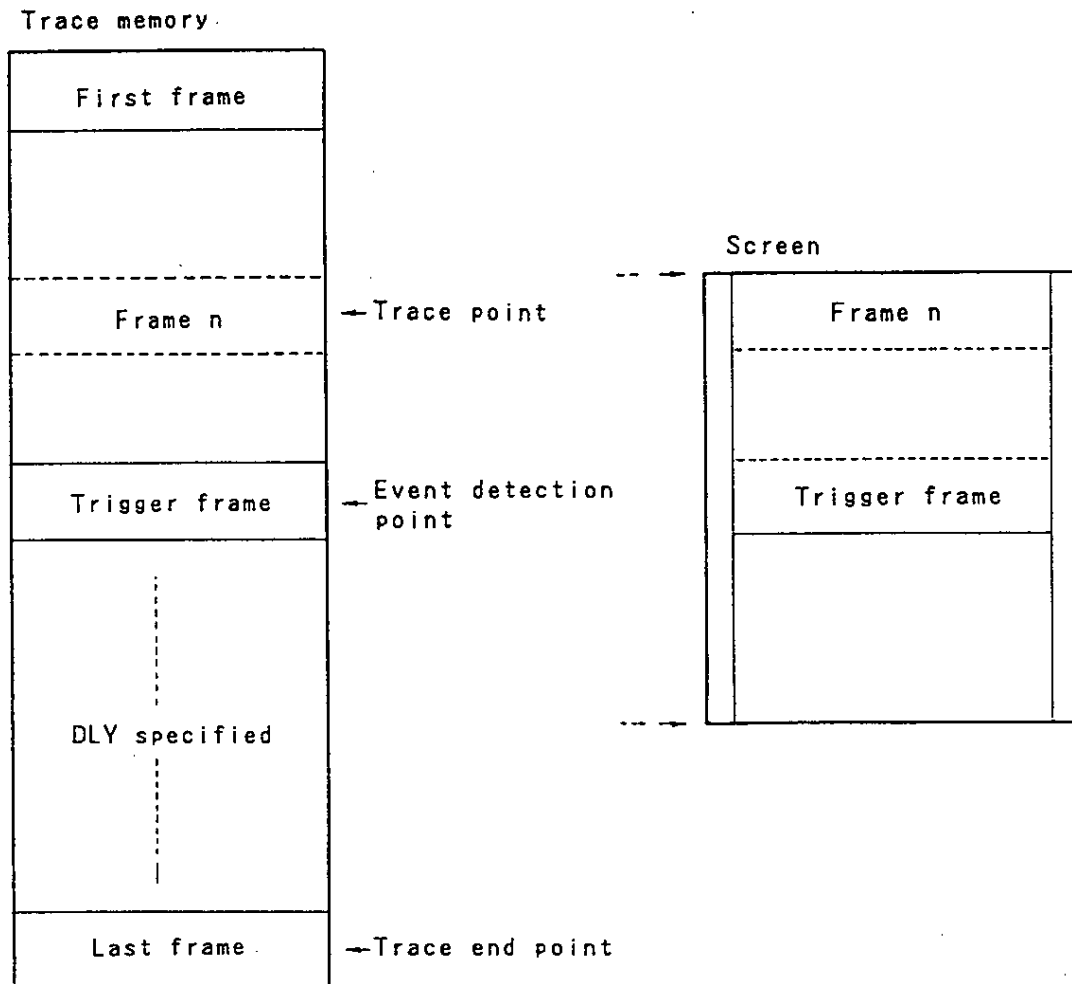 Trace memory
First frame
Frame n
←Trace point
Trigger frame
←Event detection
point
DLY specified
Last frame
←Trace end point
Screen
Frame n
Trigger frame